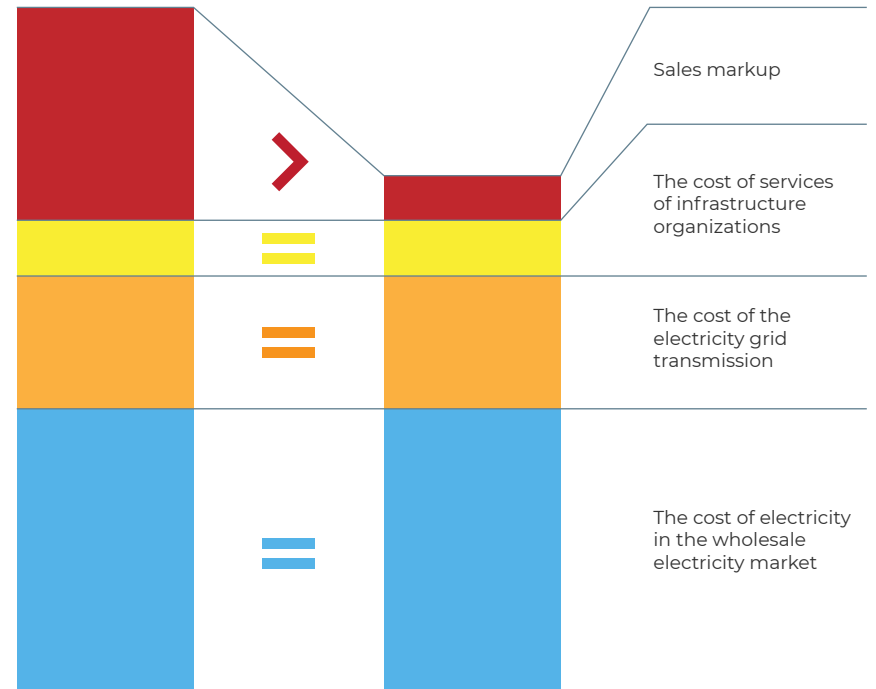 Sales markup
The cost of services
of infrastructure
organizations
The cost of the
electricity grid
transmission
The cost of electricity
in the wholesale
electricity market